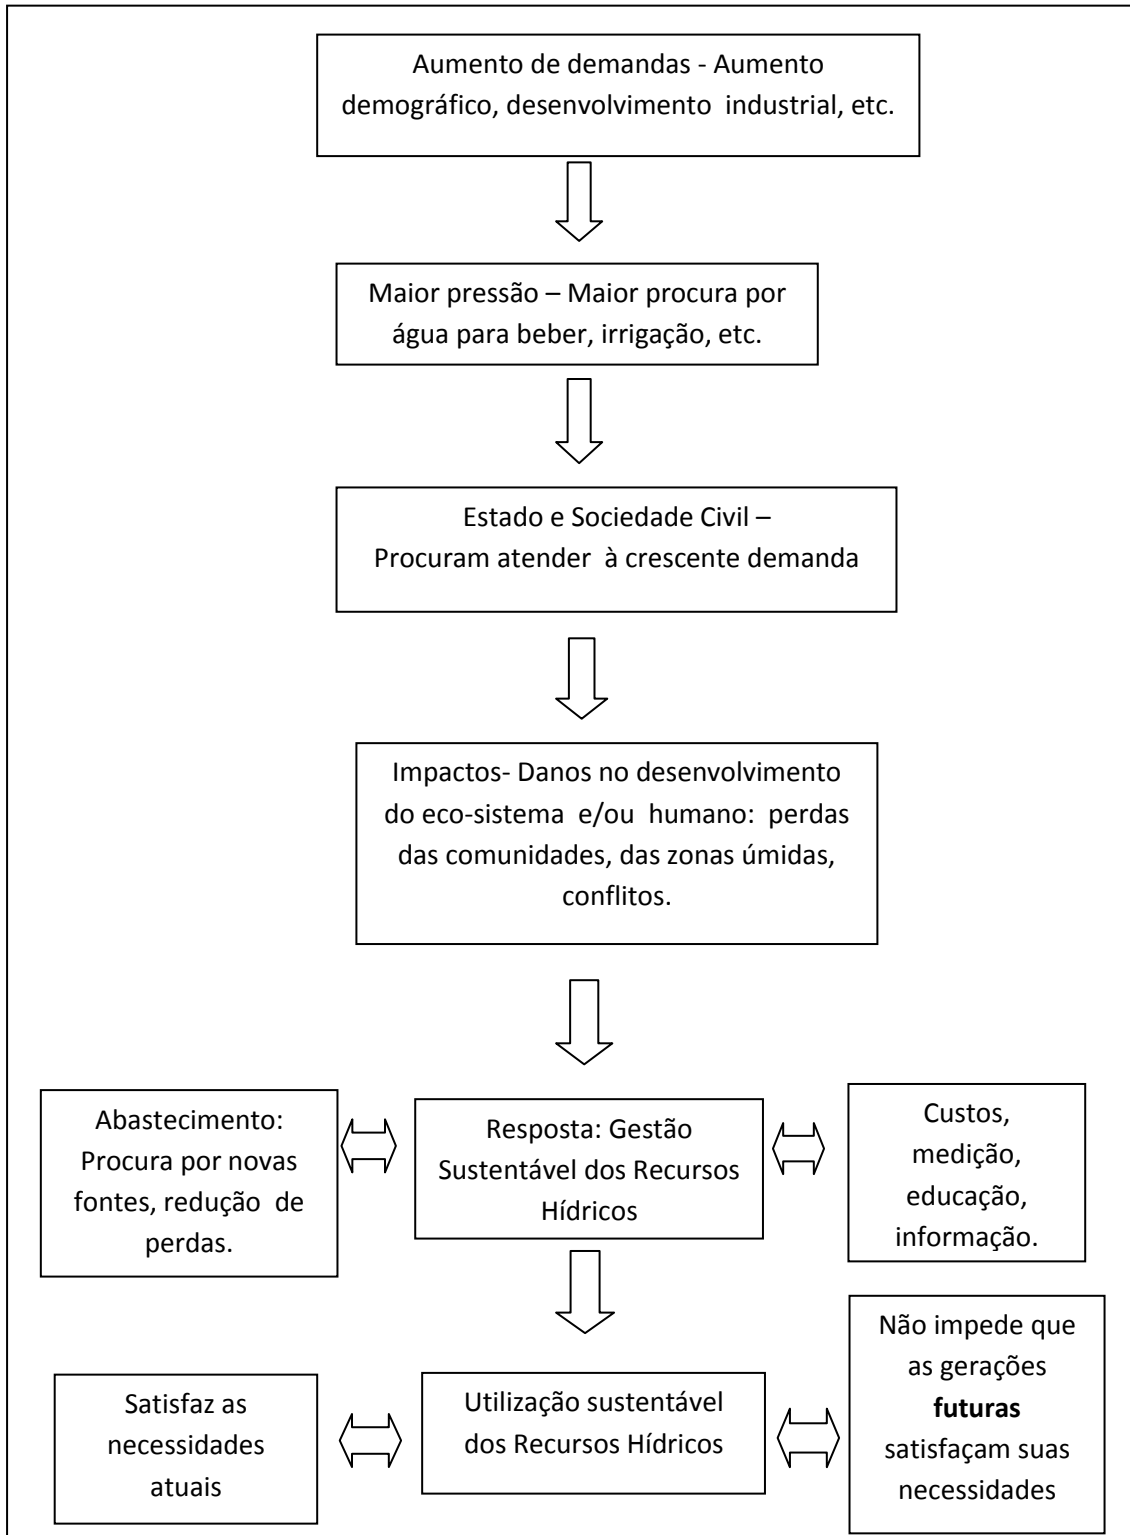 Aumento de demandas - Aumento
demográfico, desenvolvimento industrial, etc.
Maior pressão – Maior procura por
água para beber, irrigação, etc.
Estado e Sociedade Civil –
Procuram atender à crescente demanda
Impactos- Danos no desenvolvimento
do eco-sistema e/ou humano: perdas
das comunidades, das zonas úmidas,
conflitos.
Abastecimento:
Procura por novas
fontes, redução de
perdas.
Resposta: Gestão
Sustentável dos Recursos
Hídricos
Custos,
medição,
educação,
informação.
Satisfaz as
necessidades
atuais
Utilização sustentável
dos Recursos Hídricos
Não impede que
as gerações
futuras
satisfaçam suas
necessidades